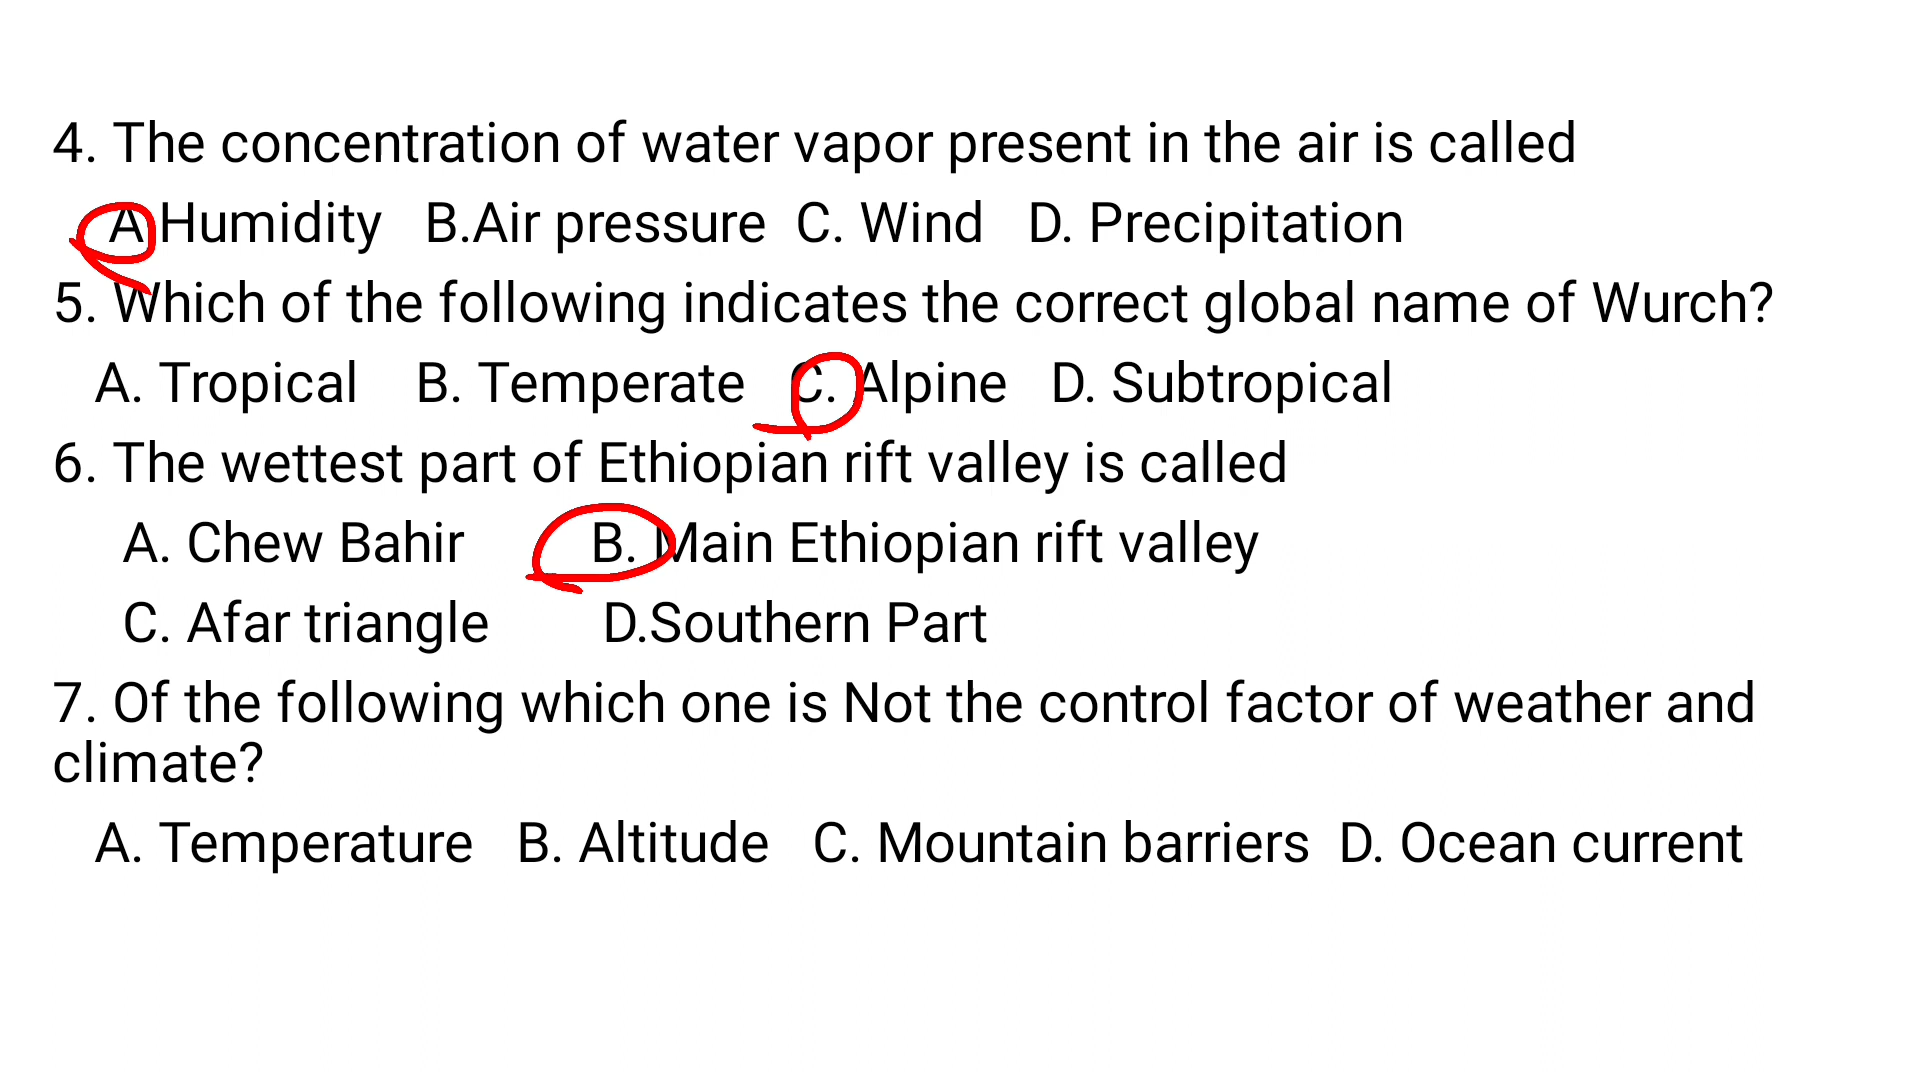 4. The concentration of water vapor present in the air is called
A Humidity B.Air pressure C. Wind D. Precipitation
5. Which of the following indicates the correct global name of Wurch?
A. Tropical B. Temperate C. Alpine D. Subtropical
6. The wettest part of Ethiopian rift valley is called
A. Chew Bahir B. Main Ethiopian rift valley
C. Afar triangle D.Southern Part
7. Of the following which one is Not the control factor of weather and
climate?
A. Temperature B. Altitude C. Mountain barriers D. Ocean current